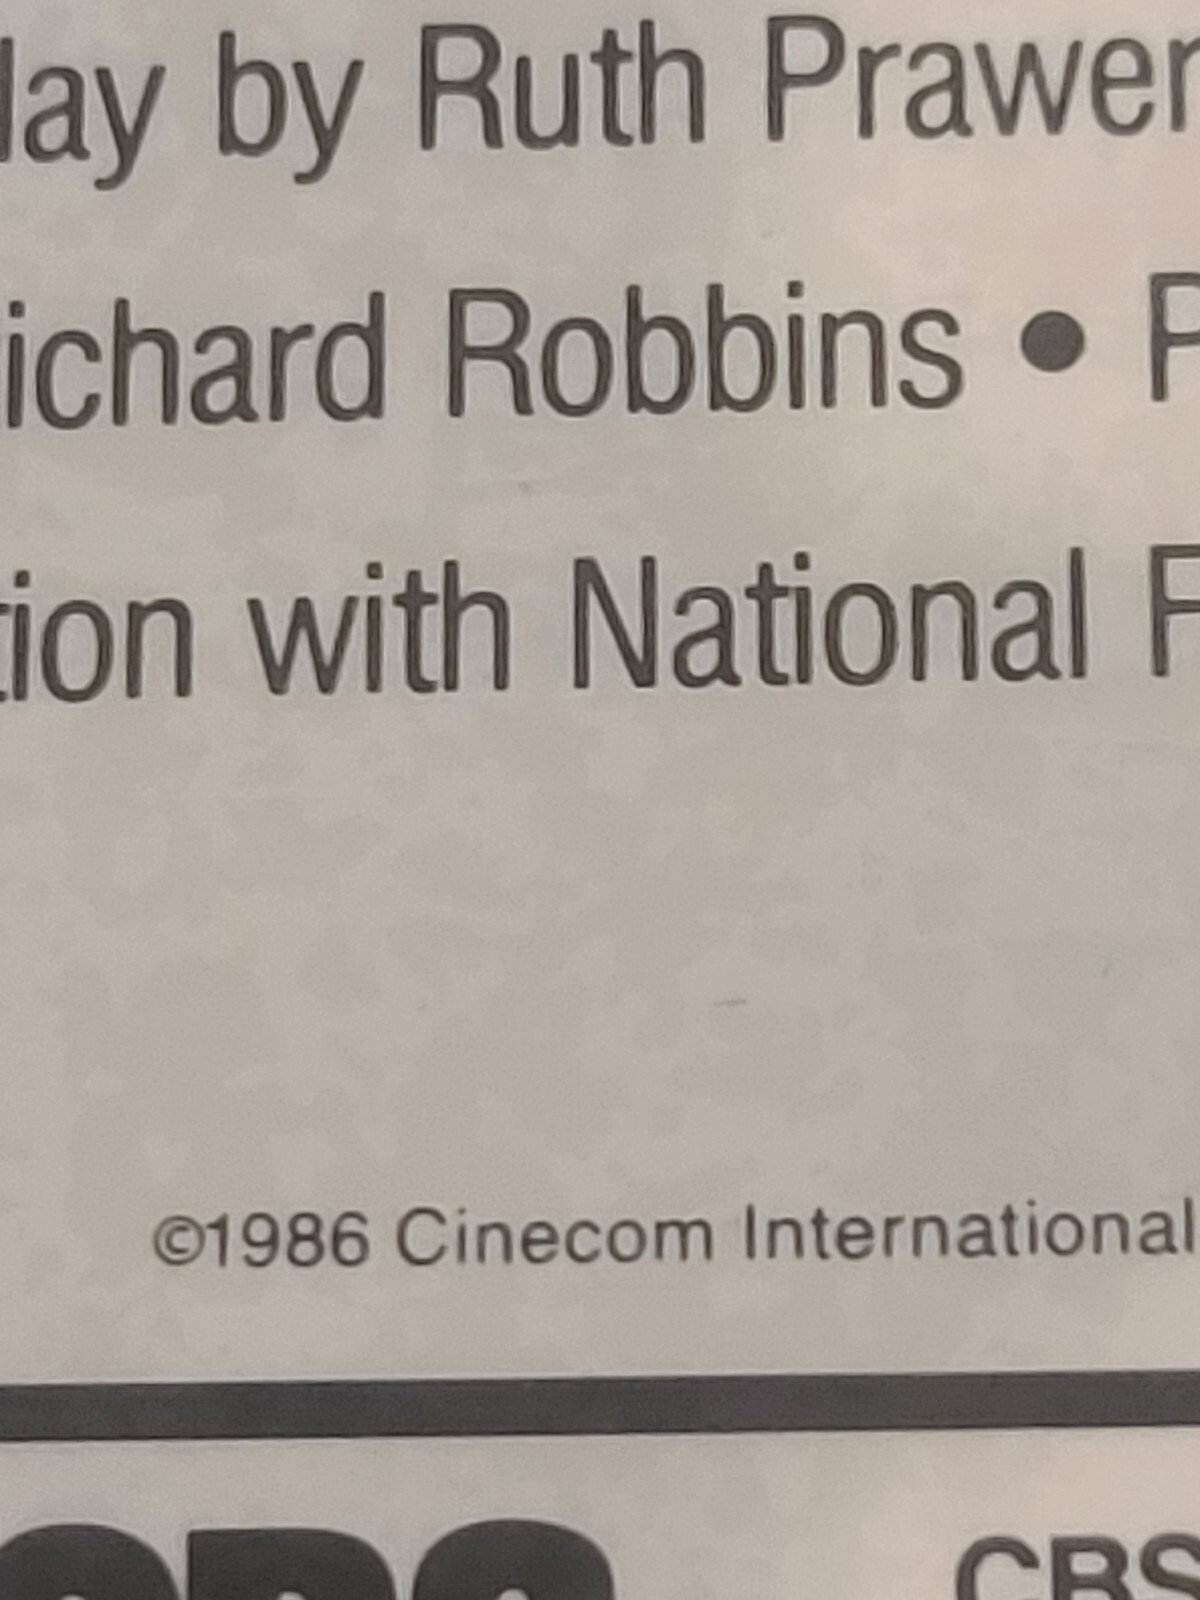 lay by Ruth Prawer
ichard Robbins • P
tion with National F
©1986 Cinecom International
CBS